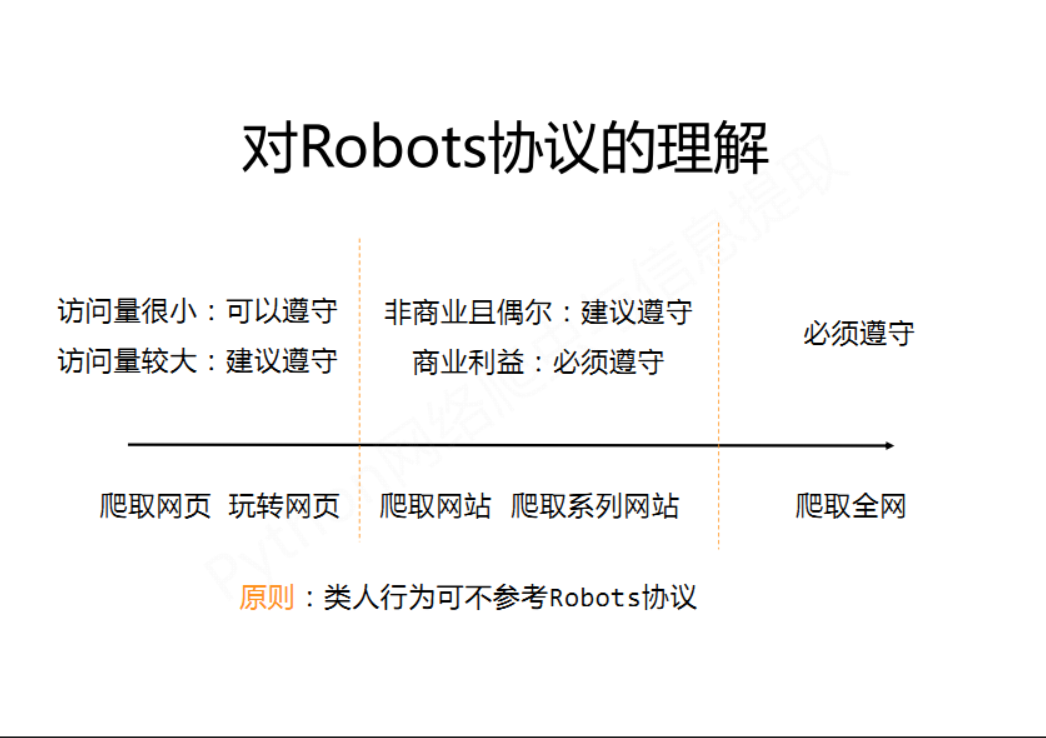 对Robots协议的理解
访问量很小：可以遵守
访问量较大：建议遵守
非商业且偶尔：建议遵守
商业利益：必须遵守
必须遵守
爬取网页 玩转网页
爬取网站 爬取系列网站
爬取全网
原则：类人行为可不参考Robots协议
Python网络爬虫与信息提取